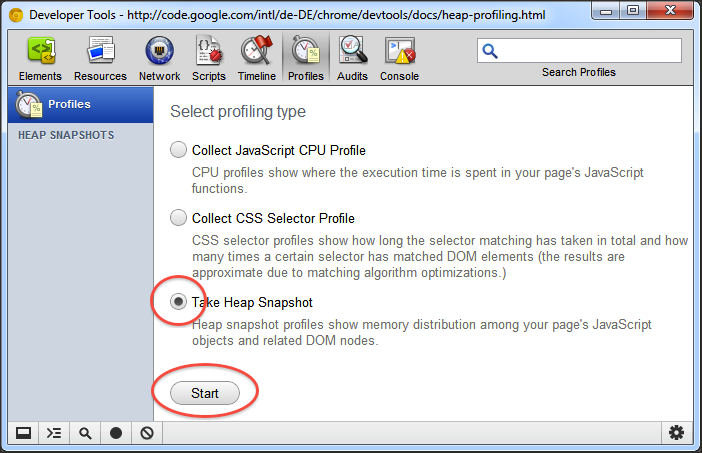 Developer Tools - http://code.google.com/intl/de-DE/chrome/devtools/docs/heap-profiling.html
Elements Resources Network Scripts Timeline Profiles Audits Console
Search Profiles
Profiles
HEAP SNAPSHOTS
Select profiling type
Collect JavaScript CPU Profile
CPU profiles show where the execution time is spent in your page's JavaScript
functions.
Collect CSS Selector Profile
CSS selector profiles show how long the selector matching has taken in total and how
many times a certain selector has matched DOM elements (the results are
approximate due to matching algorithm optimizations.)
Take Heap Snapshot
Heap snapshot profiles show memory distribution among your page's JavaScript
objects and related DOM nodes.
Start